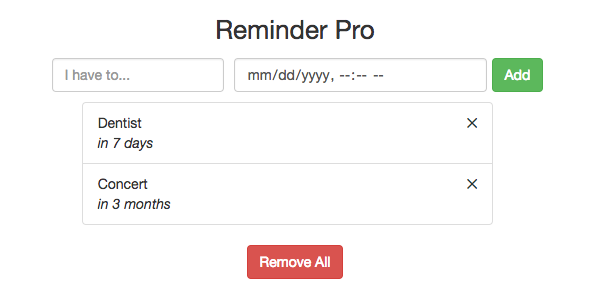 Reminder Pro
I have to...
mm/dd/yyyy, --:-- --
Add
Dentist
in 7 days
Concert
in 3 months
Remove All